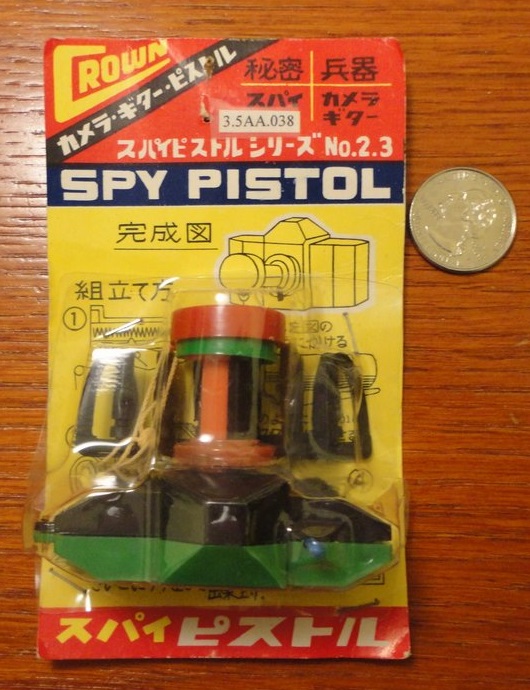 CROWN
カメラ・ギター・ピストル
秘密 兵器
スパイ カメラ
ギター
3.5AA.038
スパイピストルシリーズ No.2.3
SPY PISTOL
完成図
組立て方
①
④
スパイピストル